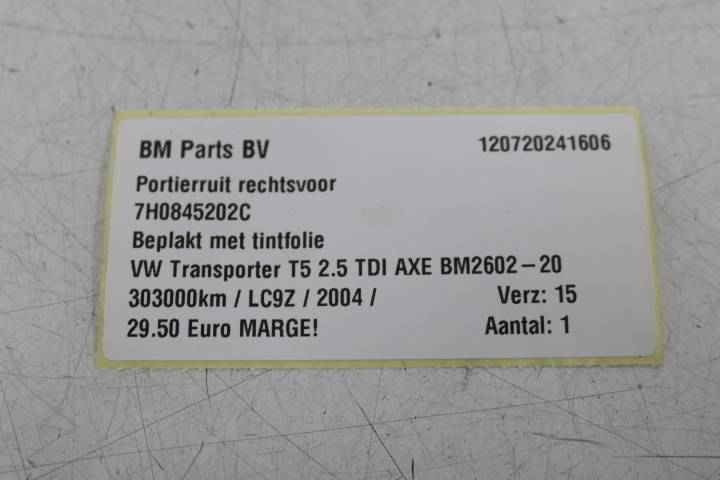 BM Parts BV 120720241606
Portierruit rechtsvoor
7H0845202C
Beplakt met tintfolie
VW Transporter T5 2.5 TDI AXE BM2602-20
303000km / LC9Z / 2004 / Verz: 15
29.50 Euro MARGE! Aantal: 1